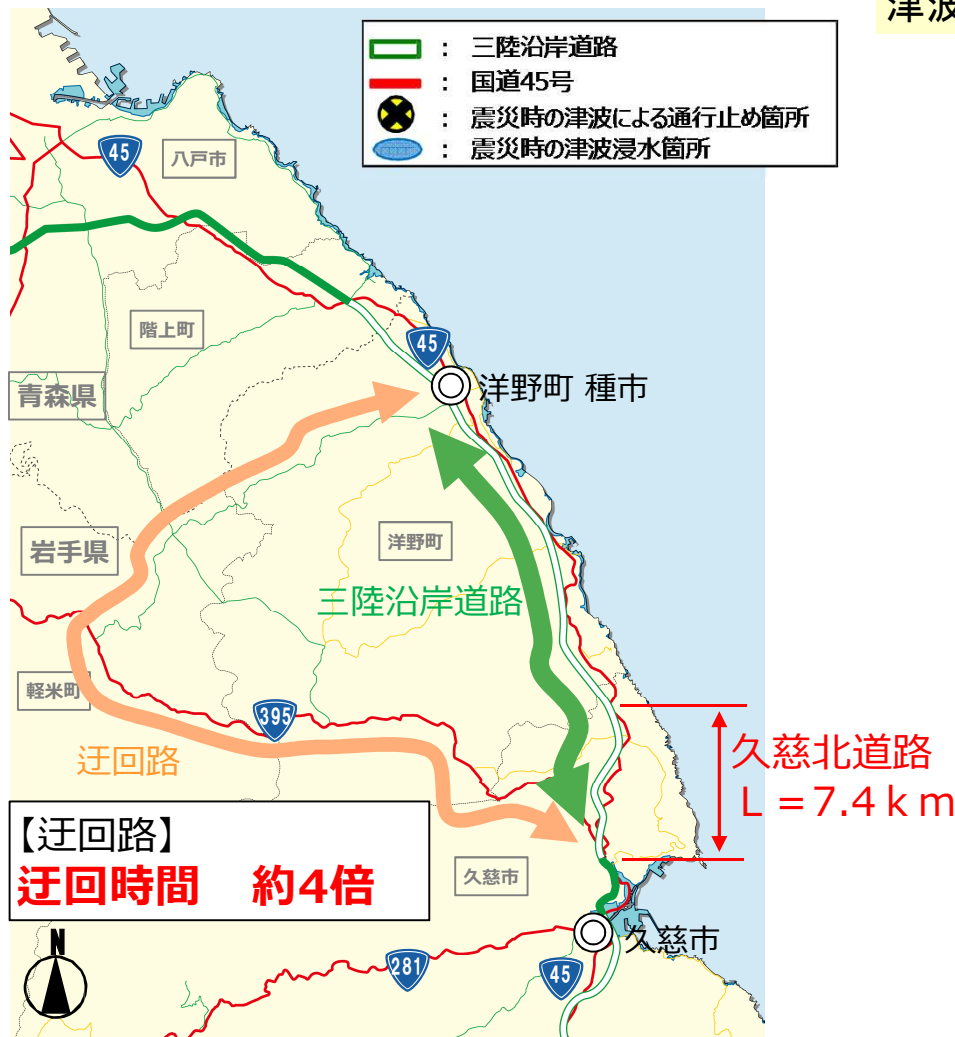 津波
： 三陸沿岸道路
： 国道45号
： 震災時の津波による通行止め箇所
： 震災時の津波浸水箇所
45
八戸市
階上町
45
洋野町 種市
青森県
岩手県
洋野町
三陸沿岸道路
軽米町
395
迂回路
久慈北道路
L＝7.4ｋｍ
【迂回路】
迂回時間　約4倍
久慈市
久慈市
N
281
45